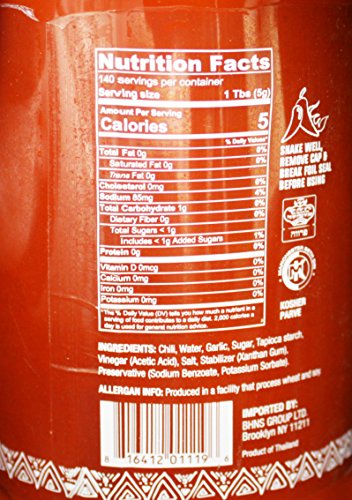 Nutrition Facts
140 servings per container
Serving size 1 Tbs (5g)
Amount Per Serving
Calories 5
% Daily Value*
Total Fat 0g 0%
Saturated Fat 0g 0%
Trans Fat 0g
Cholesterol 0mg 0%
Sodium 85mg 4%
Total Carbohydrate 1g 0%
Dietary Fiber 0g 0%
Total Sugars < 1g
Includes < 1g Added Sugars 1%
Protein 0g 0%
Vitamin D 0mcg 0%
Calcium 0mg 0%
Iron 0mg 0%
Potassium 0mg 0%
*The % Daily Value (DV) tells you how much a nutrient in a
serving of food contributes to a daily diet. 2,000 calories a
day is used for general nutrition advice.
SHAKE WELL,
REMOVE CAP &
BREAK FOIL SEAL
BEFORE USING
KOSHER
PARVE
INGREDIENTS: Chili, Water, Garlic, Sugar, Tapioca starch,
Vinegar (Acetic Acid), Salt, Stabilizer (Xanthan Gum),
Preservative (Sodium Benzoate, Potassium Sorbate).
ALLERGAN INFO: Produced in a facility that process wheat and soy
8 16412 01119 6
IMPORTED BY:
BHNS GROUP LTD.
Brooklyn NY 11211
Product of Thailand